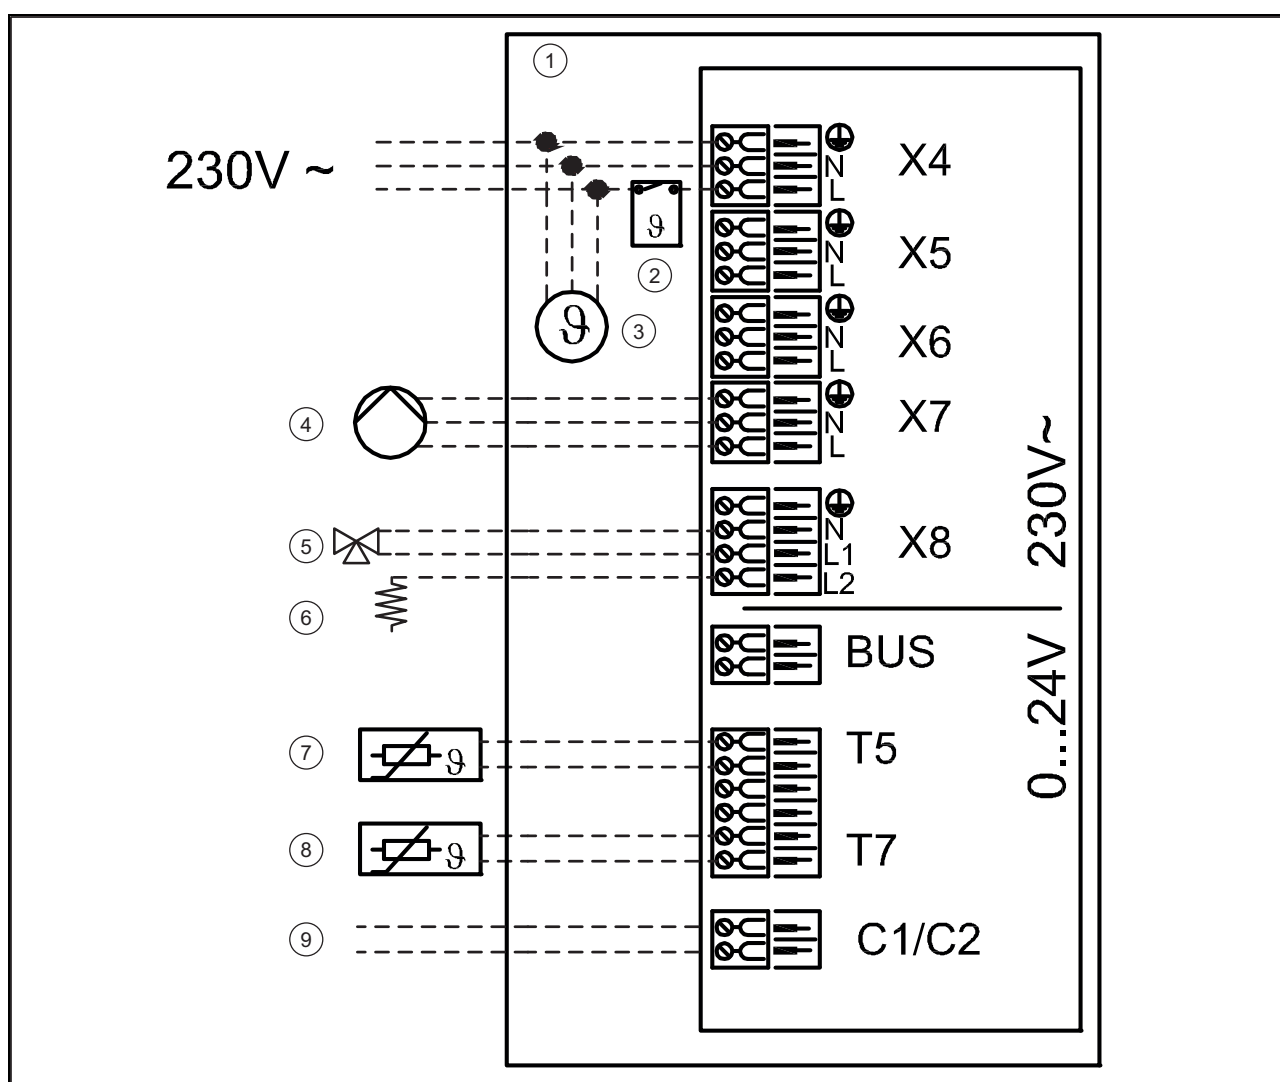 1
230V ~
N
L
X4
ϑ
2
N
L
X5
ϑ
3
N
L
X6
4
N
L
X7
230V~
5
N
L1
L2
X8
6
BUS
0...24V
7
ϑ
T5
8
ϑ
T7
9
C1/C2